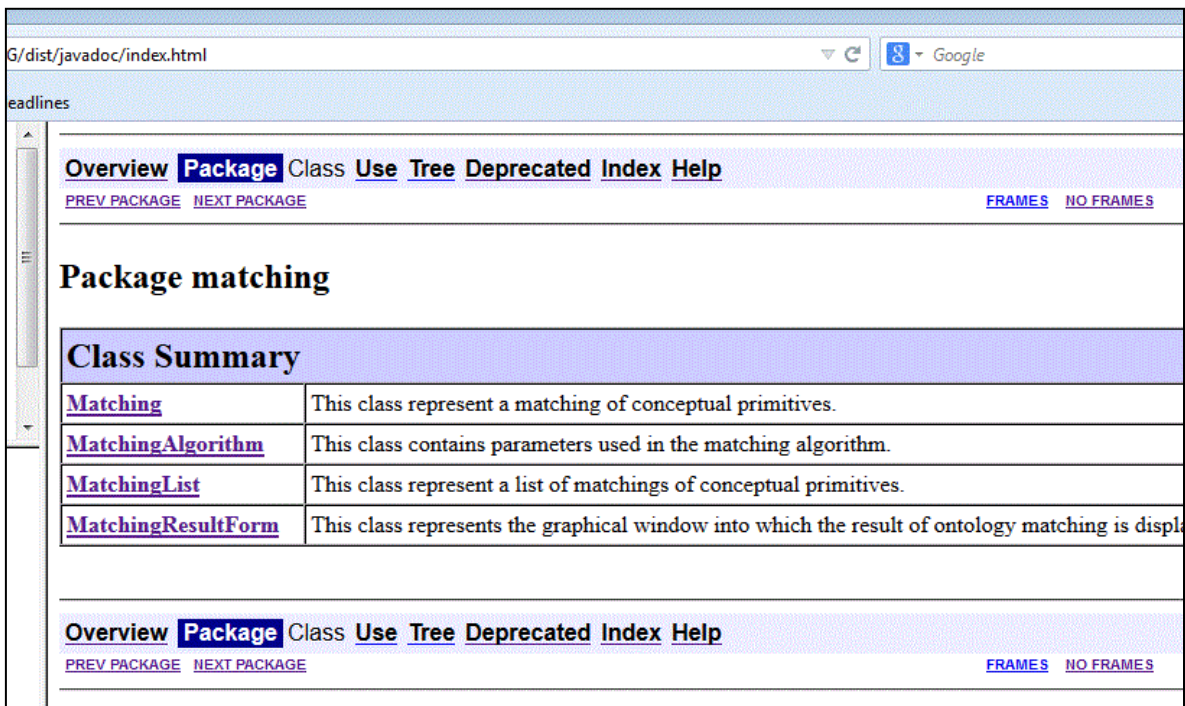 G/dist/javadoc/index.html Google
eadlines
Overview Package Class Use Tree Deprecated Index Help
PREV PACKAGE NEXT PACKAGE FRAMES NO FRAMES
Package matching
Class Summary
Matching This class represent a matching of conceptual primitives.
MatchingAlgorithm This class contains parameters used in the matching algorithm.
MatchingList This class represent a list of matchings of conceptual primitives.
MatchingResultForm This class represents the graphical window into which the result of ontology matching is displa
Overview Package Class Use Tree Deprecated Index Help
PREV PACKAGE NEXT PACKAGE FRAMES NO FRAMES